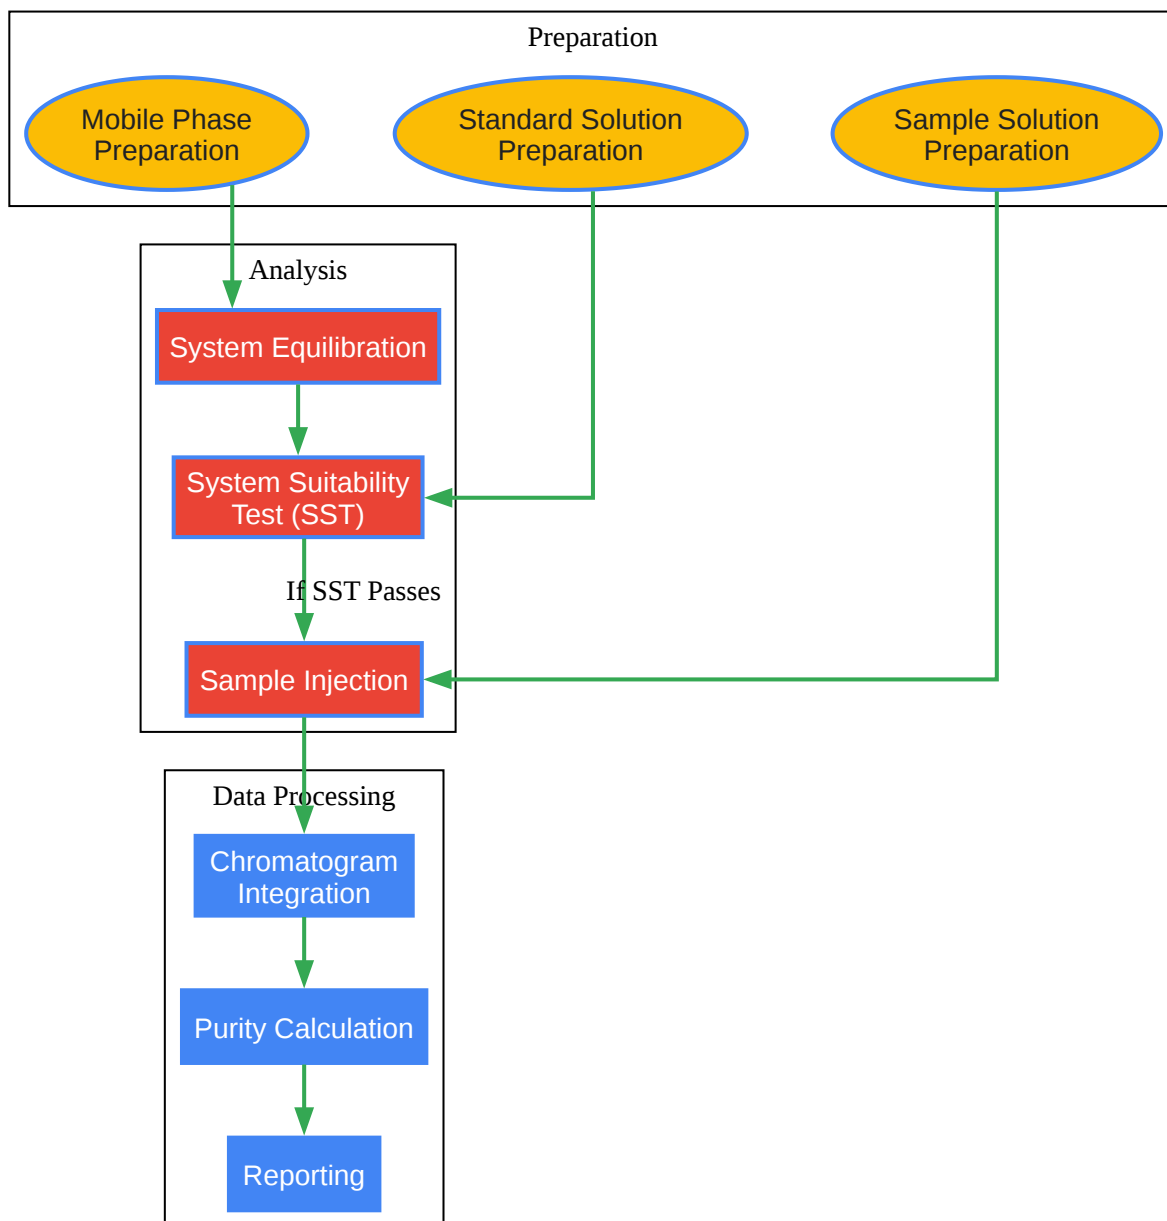 Preparation
Mobile Phase
Preparation
Standard Solution
Preparation
Sample Solution
Preparation
Analysis
System Equilibration
System Suitability
Test (SST)
If SST Passes
Sample Injection
Data Processing
Chromatogram
Integration
Purity Calculation
Reporting